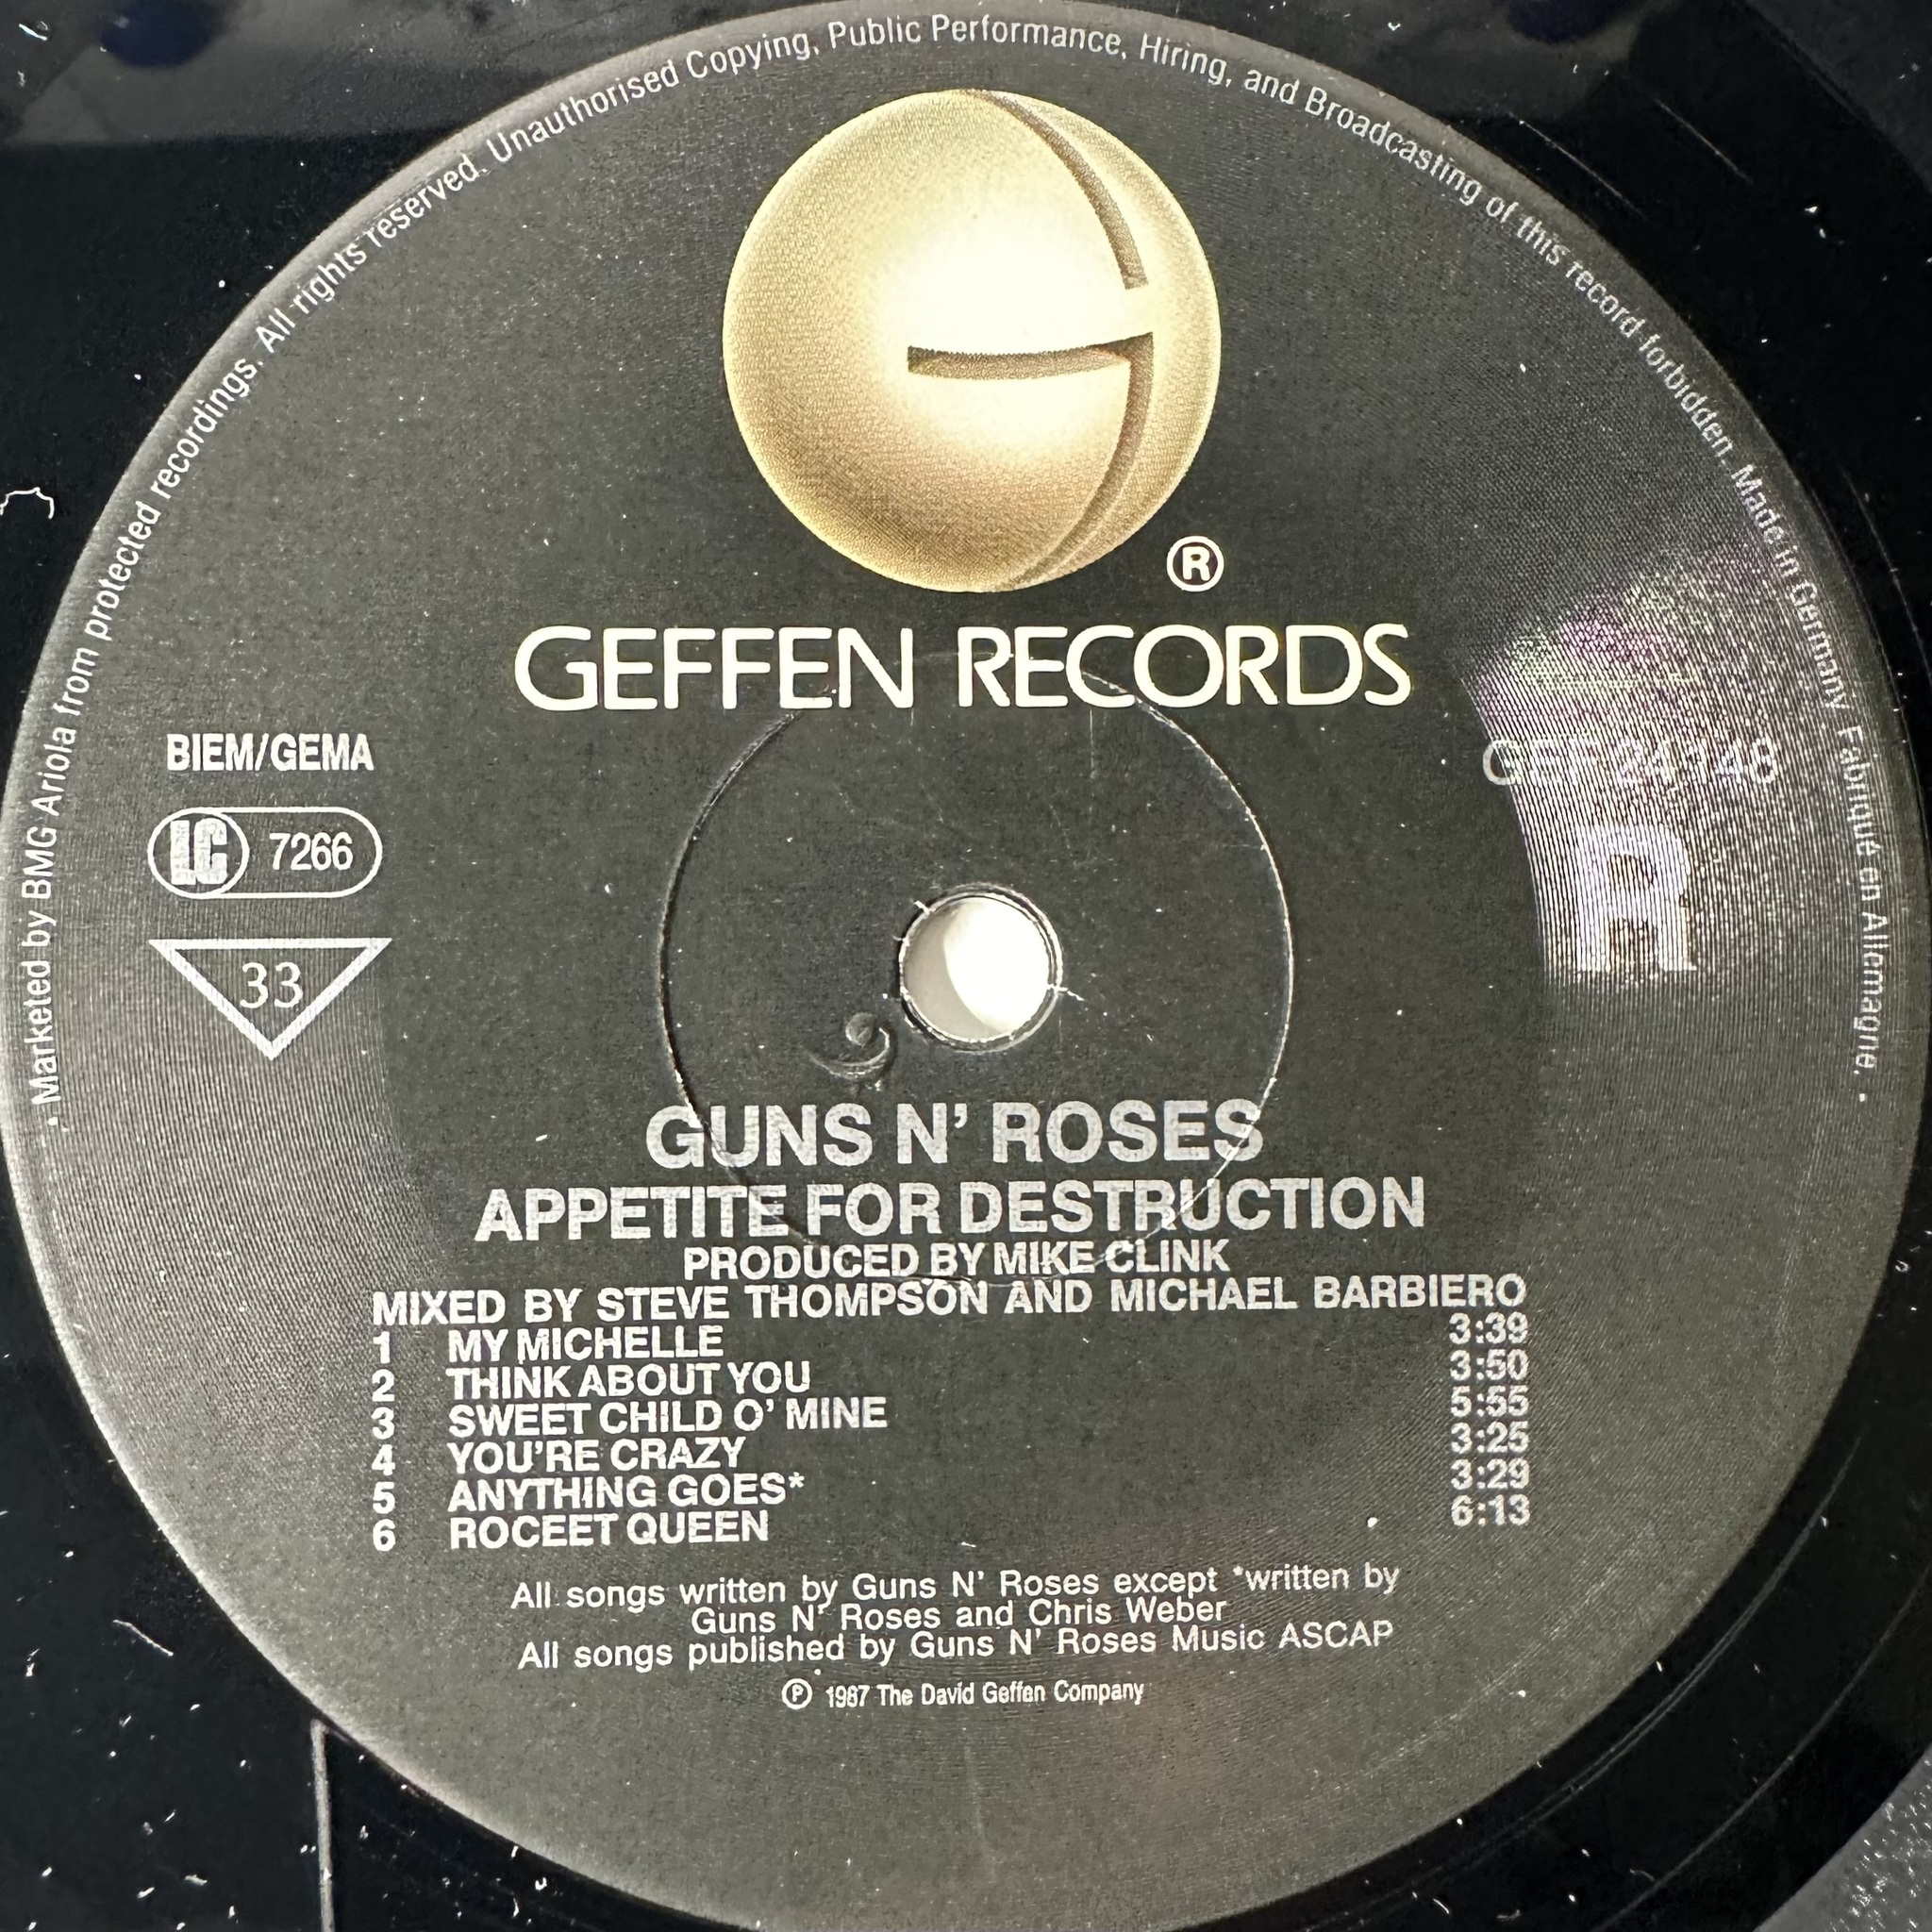 Marketed by BMG Ariola from protected recordings. All rights reserved. Unauthorised Copying, Public Performance, Hiring, and Broadcasting of this record forbidden. Made in Germany. Fabriqué en Allemagne.
®
GEFFEN RECORDS
BIEM/GEMA
LC 7266
33
GEF 24148
R
GUNS N' ROSES
APPETITE FOR DESTRUCTION
PRODUCED BY MIKE CLINK
MIXED BY STEVE THOMPSON AND MICHAEL BARBIERO
1 MY MICHELLE 3:39
2 THINK ABOUT YOU 3:50
3 SWEET CHILD O' MINE 5:55
4 YOU'RE CRAZY 3:25
5 ANYTHING GOES* 3:29
6 ROCEET QUEEN 6:13
All songs written by Guns N' Roses except *written by
Guns N' Roses and Chris Weber
All songs published by Guns N' Roses Music ASCAP
℗ 1987 The David Geffen Company